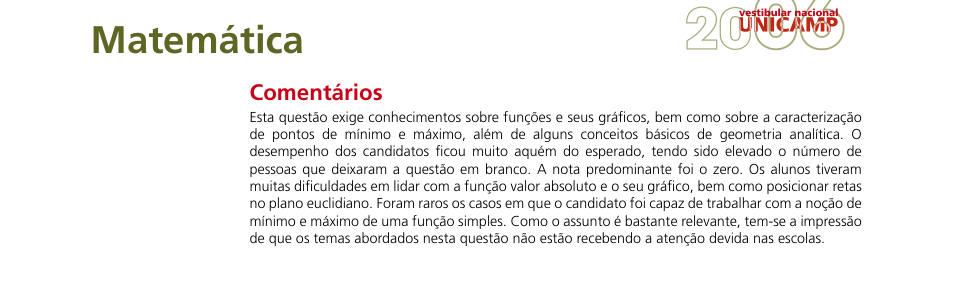 vestibular nacional
UNICAMP
2006
Matemática
Comentários
Esta questão exige conhecimentos sobre funções e seus gráficos, bem como sobre a caracterização
de pontos de mínimo e máximo, além de alguns conceitos básicos de geometria analítica. O
desempenho dos candidatos ficou muito aquém do esperado, tendo sido elevado o número de
pessoas que deixaram a questão em branco. A nota predominante foi o zero. Os alunos tiveram
muitas dificuldades em lidar com a função valor absoluto e o seu gráfico, bem como posicionar retas
no plano euclidiano. Foram raros os casos em que o candidato foi capaz de trabalhar com a noção de
mínimo e máximo de uma função simples. Como o assunto é bastante relevante, tem-se a impressão
de que os temas abordados nesta questão não estão recebendo a atenção devida nas escolas.